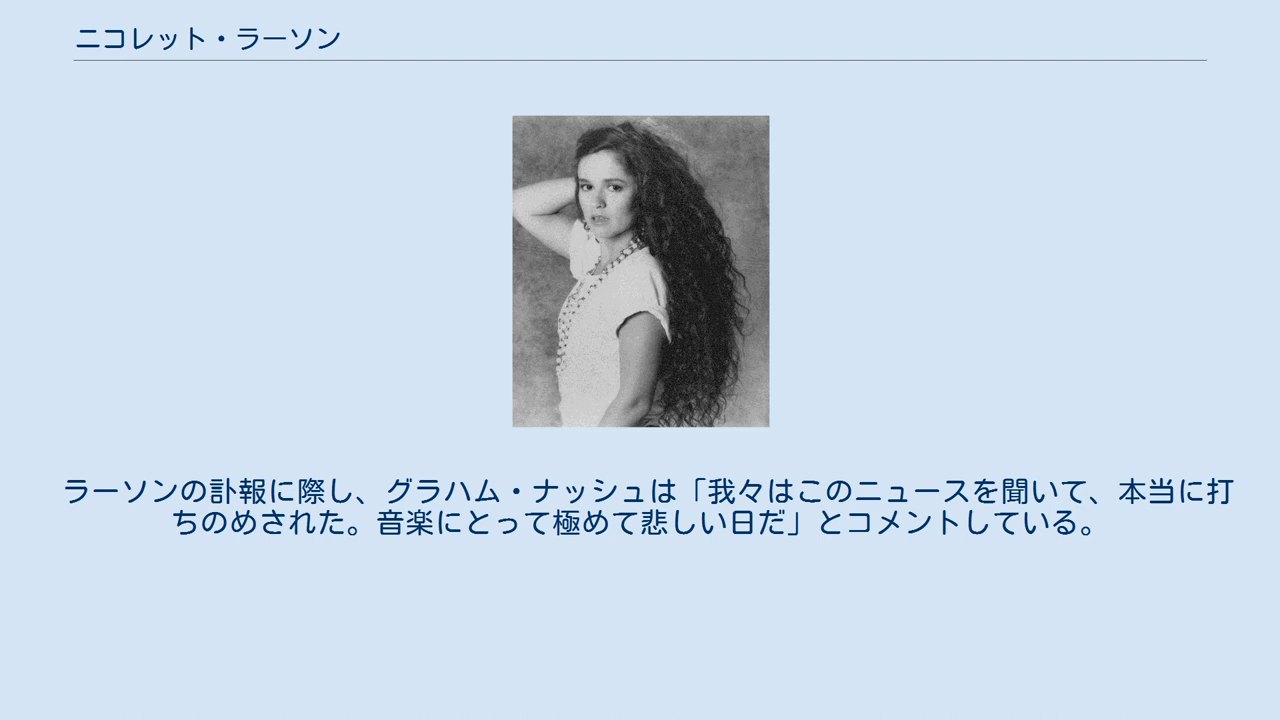 ニコレット・ラーソン
ラーソンの訃報に際し、グラハム・ナッシュは「我々はこのニュースを聞いて、本当に打
ちのめされた。音楽にとって極めて悲しい日だ」とコメントしている。